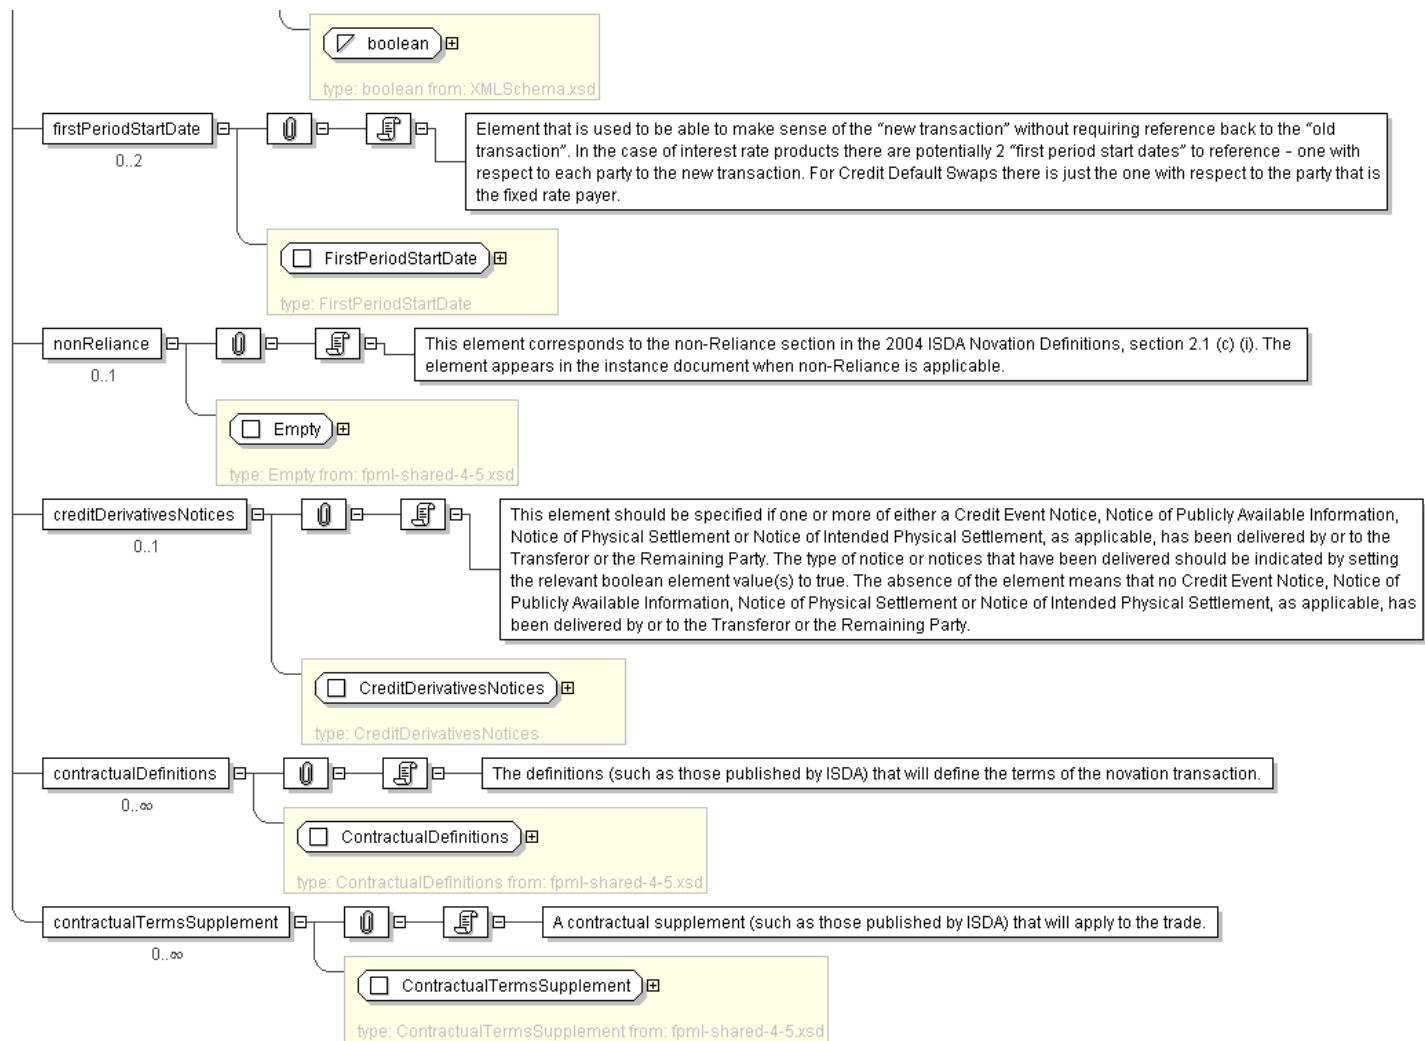 boolean
type: boolean from: XMLSchema.xsd
firstPeriodStartDate
0..2
Element that is used to be able to make sense of the “new transaction” without requiring reference back to the “old
transaction”. In the case of interest rate products there are potentially 2 “first period start dates” to reference – one with
respect to each party to the new transaction. For Credit Default Swaps there is just the one with respect to the party that is
the fixed rate payer.
FirstPeriodStartDate
type: FirstPeriodStartDate
nonReliance
0..1
This element corresponds to the non-Reliance section in the 2004 ISDA Novation Definitions, section 2.1 (c) (i). The
element appears in the instance document when non-Reliance is applicable.
Empty
type: Empty from: fpml-shared-4-5.xsd
creditDerivativesNotices
0..1
This element should be specified if one or more of either a Credit Event Notice, Notice of Publicly Available Information,
Notice of Physical Settlement or Notice of Intended Physical Settlement, as applicable, has been delivered by or to the
Transferor or the Remaining Party. The type of notice or notices that have been delivered should be indicated by setting
the relevant boolean element value(s) to true. The absence of the element means that no Credit Event Notice, Notice of
Publicly Available Information, Notice of Physical Settlement or Notice of Intended Physical Settlement, as applicable, has
been delivered by or to the Transferor or the Remaining Party.
CreditDerivativesNotices
type: CreditDerivativesNotices
contractualDefinitions
0..∞
The definitions (such as those published by ISDA) that will define the terms of the novation transaction.
ContractualDefinitions
type: ContractualDefinitions from: fpml-shared-4-5.xsd
contractualTermsSupplement
0..∞
A contractual supplement (such as those published by ISDA) that will apply to the trade.
ContractualTermsSupplement
type: ContractualTermsSupplement from: fpml-shared-4-5.xsd